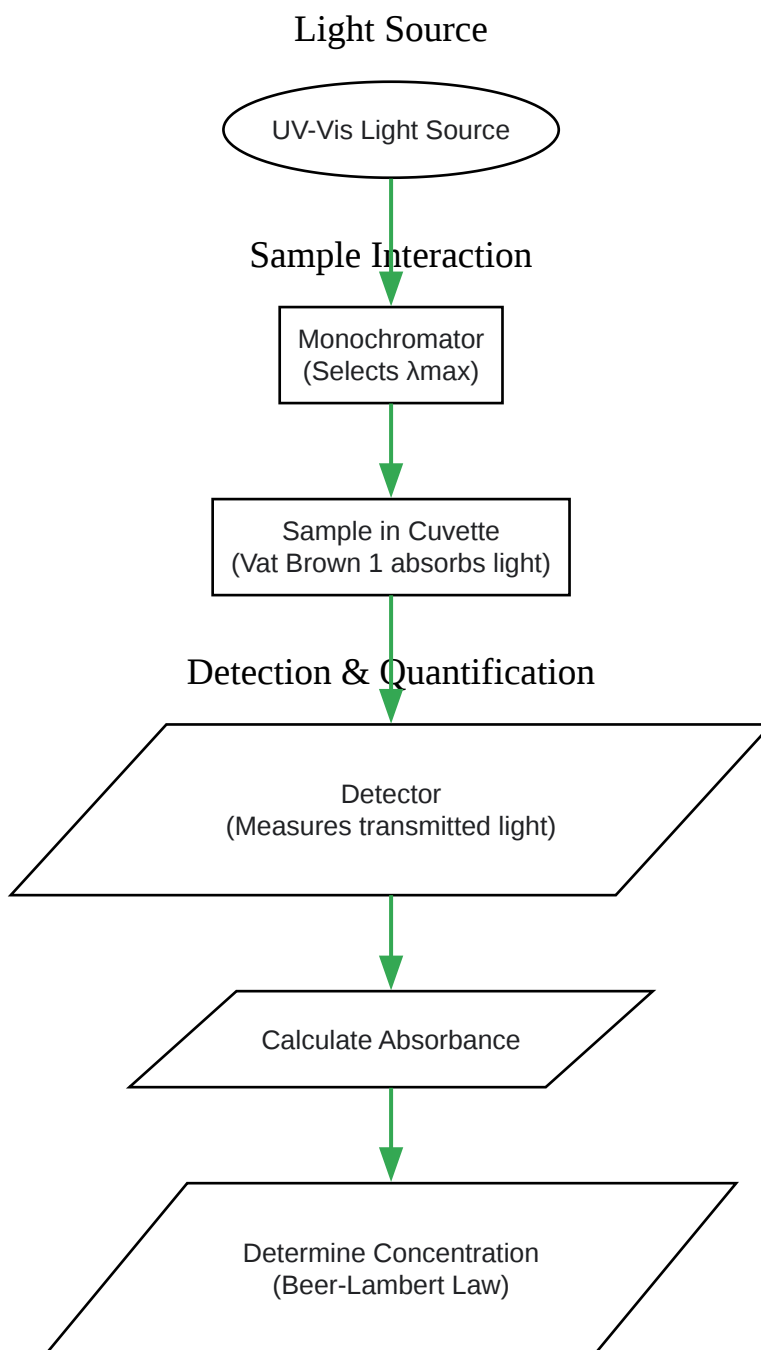 Light Source
UV-Vis Light Source
Sample Interaction
Monochromator
(Selects λmax)
Sample in Cuvette
(Vat Brown 1 absorbs light)
Detection & Quantification
Detector
(Measures transmitted light)
Calculate Absorbance
Determine Concentration
(Beer-Lambert Law)